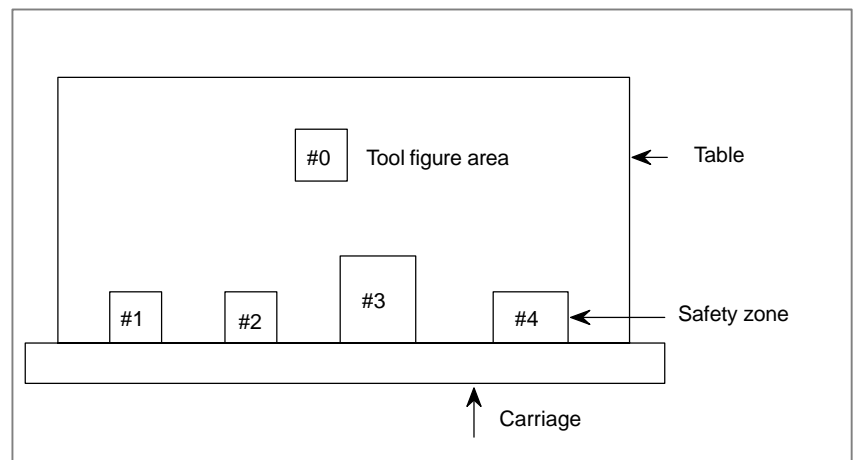 #0 Tool figure area
Table
#1
#2
#3
#4
Safety zone
Carriage